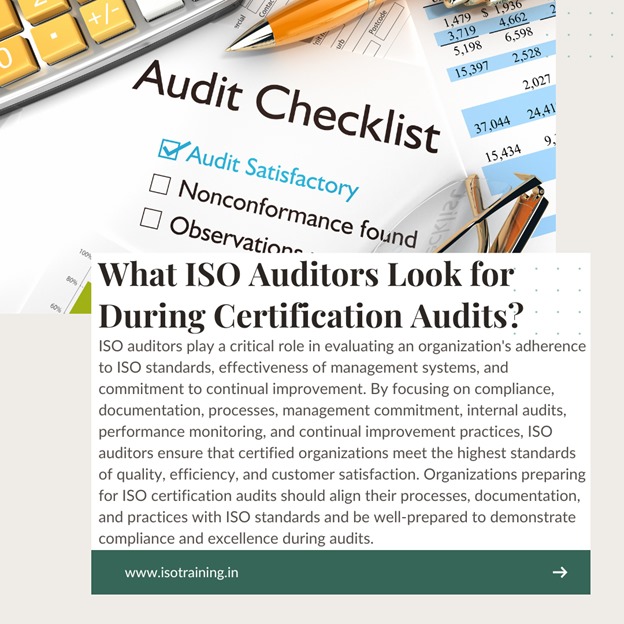 2
0
+/-
Postcode
1,479 $ 1,936
3,719 4,662
5,198 6,598
15,397 2,528
2,027
37,044 24,41
15,434 9,
Audit Checklist
Audit Satisfactory
Nonconformance found
Observations
100%
80%
60%
What ISO Auditors Look for
During Certification Audits?
ISO auditors play a critical role in evaluating an organization's adherence
to ISO standards, effectiveness of management systems, and
commitment to continual improvement. By focusing on compliance,
documentation, processes, management commitment, internal audits,
performance monitoring, and continual improvement practices, ISO
auditors ensure that certified organizations meet the highest standards
of quality, efficiency, and customer satisfaction. Organizations preparing
for ISO certification audits should align their processes, documentation,
and practices with ISO standards and be well-prepared to demonstrate
compliance and excellence during audits.
www.isotraining.in